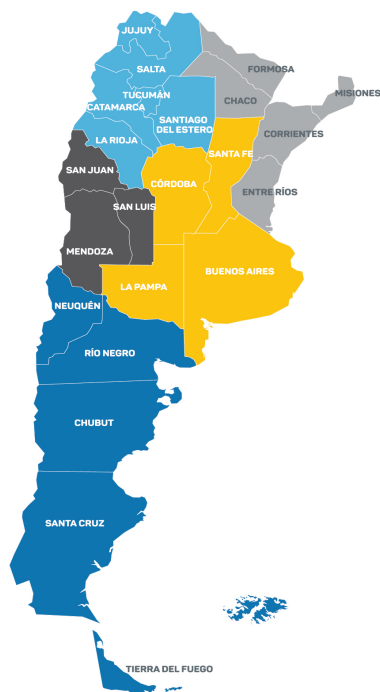 JUJUY
SALTA
FORMOSA
TUCUMÁN
MISIONES
CATAMARCA
CHACO
SANTIAGO
DEL ESTERO
LA RIOJA
CORRIENTES
SANTA FE
SAN JUAN
CÓRDOBA
ENTRE RÍOS
SAN LUIS
MENDOZA
BUENOS AIRES
LA PAMPA
NEUQUÉN
RÍO NEGRO
CHUBUT
SANTA CRUZ
TIERRA DEL FUEGO